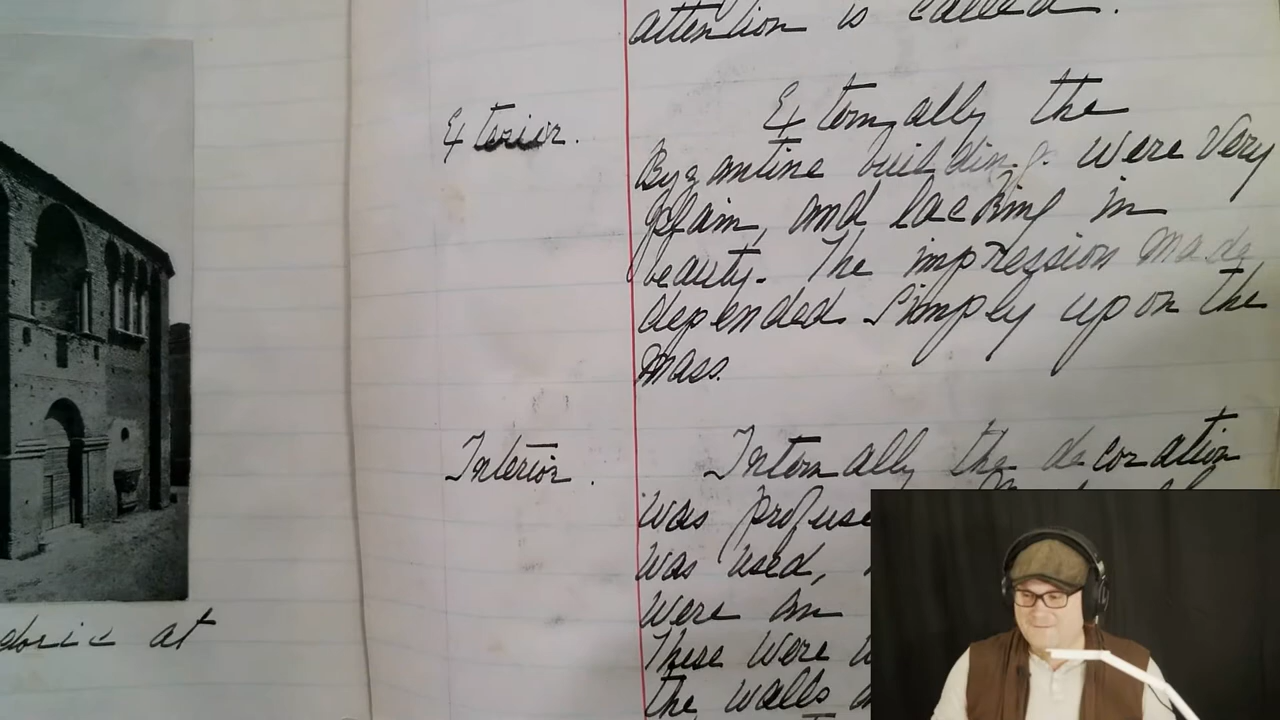 attention is called.
Exterior.
Externally the
Byzantine buildings were very
plain, and lacking in
beauty. The impression made
depended simply upon the
mass.
Interior.
Internally the decoration
was profuse
was used,
were an
These were
the walls
doric at